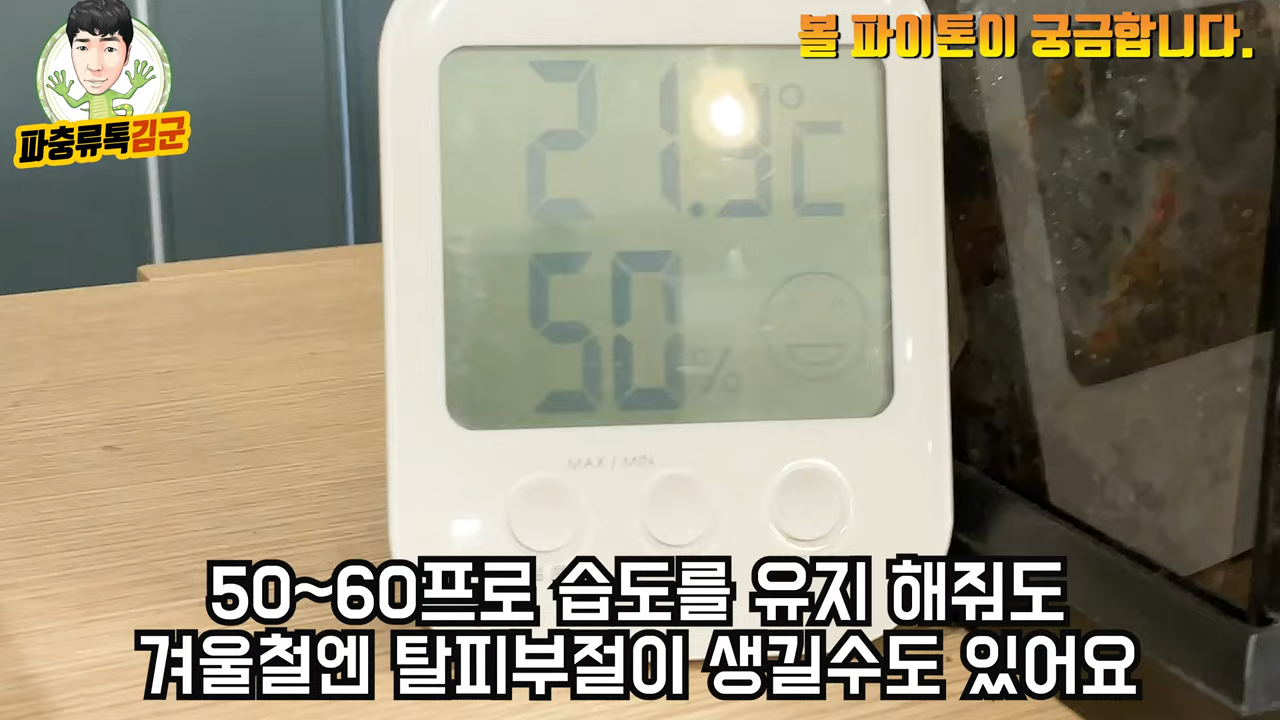 볼 파이톤이 궁금합니다.
파충류톡김군
21.9°C
50%
MAX / MIN
50~60프로 습도를 유지 해줘도
겨울철엔 탈피부절이 생길수도 있어요